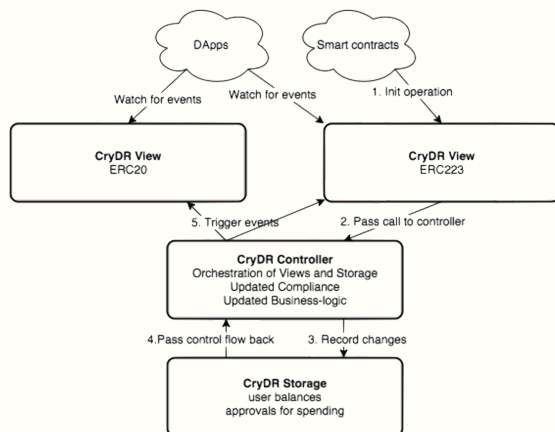 DApps
Smart contracts
Watch for events
Watch for events
1. Init operation
CryDR View
ERC20
CryDR View
ERC223
5. Trigger events
2. Pass call to controller
CryDR Controller
Orchestration of Views and Storage
Updated Compliance
Updated Business-logic
4.Pass control flow back
3. Record changes
CryDR Storage
user balances
approvals for spending